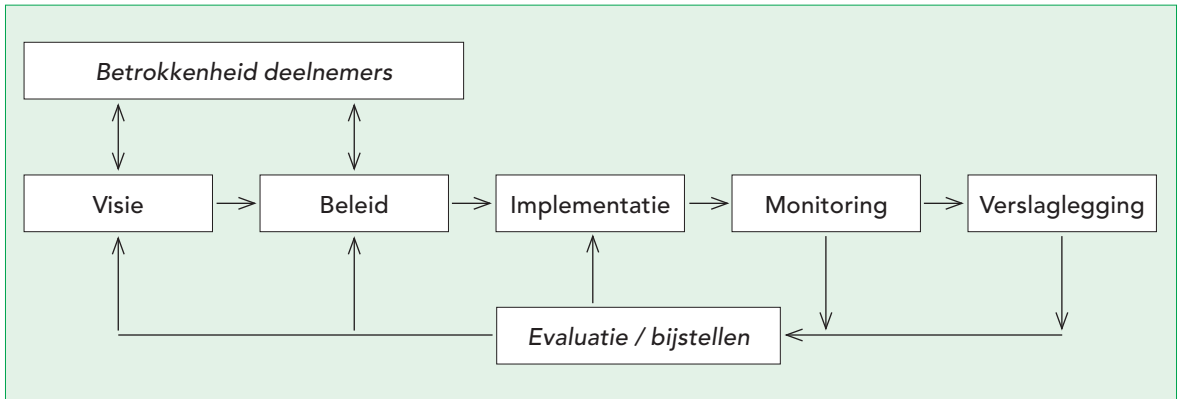 Betrokkenheid deelnemers
Visie
Beleid
Implementatie
Monitoring
Verslaglegging
Evaluatie / bijstellen